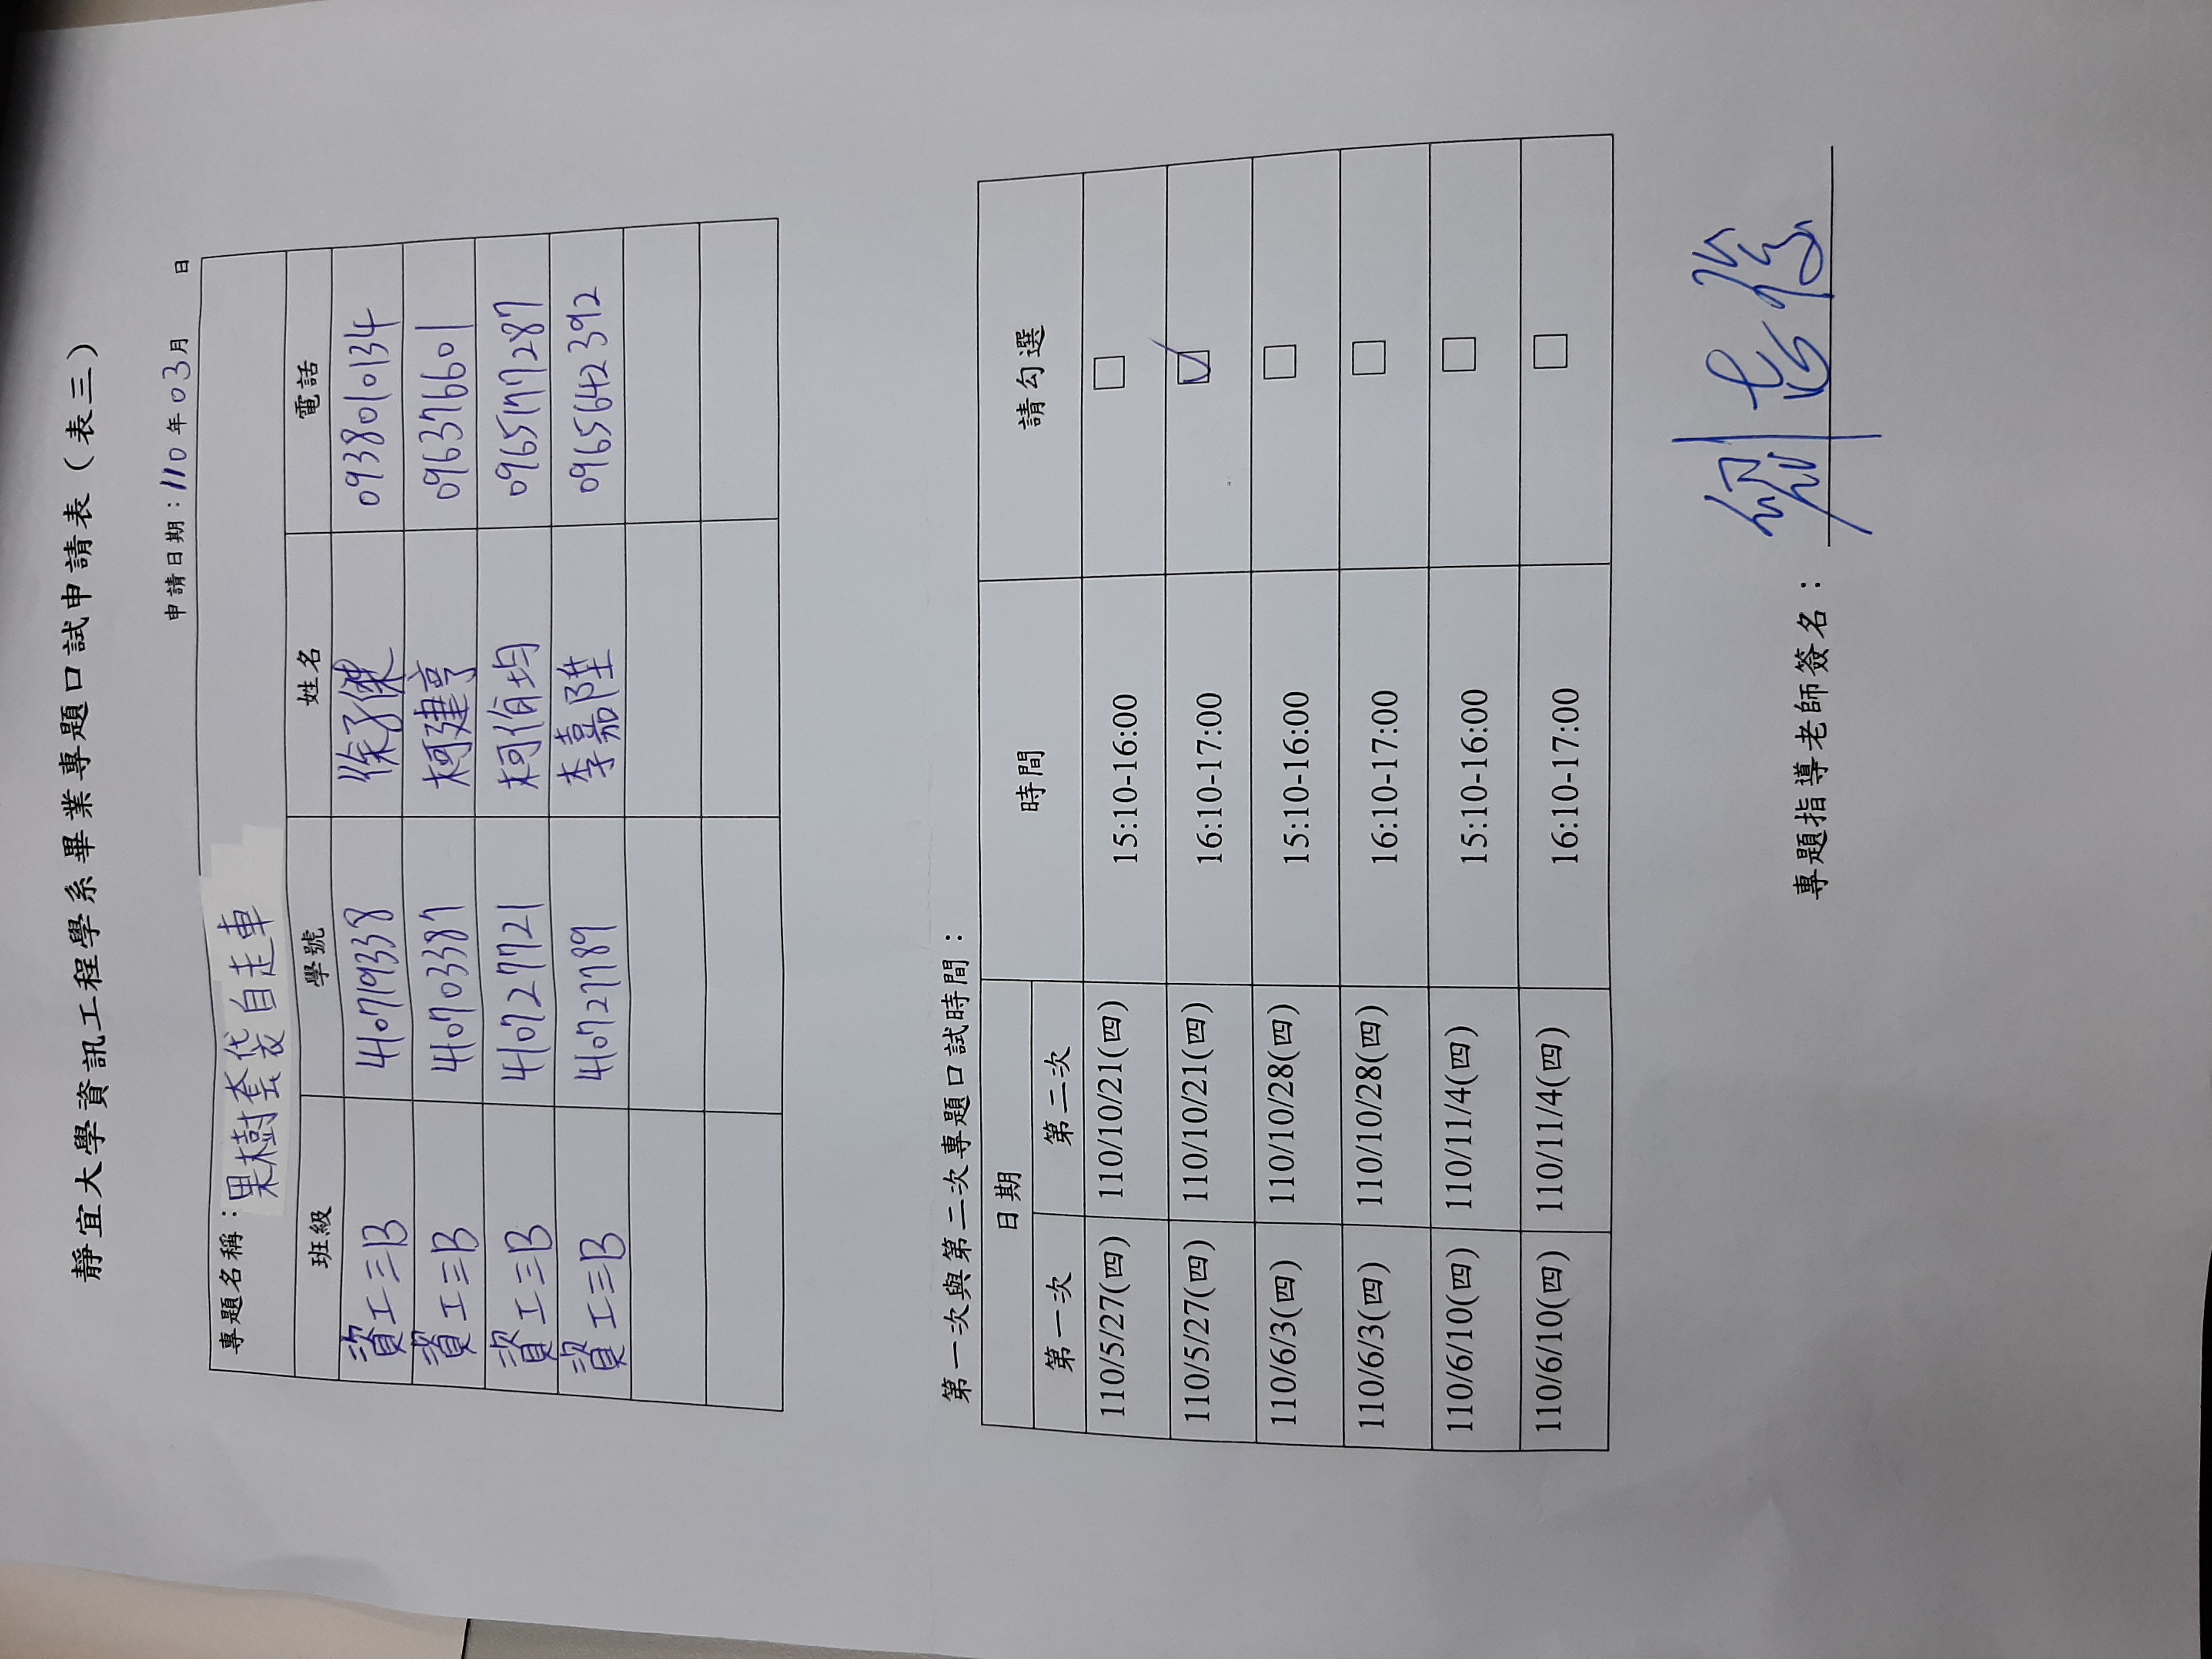 靜宜大學資訊工程學系畢業專題口試申請表（表三）
申請日期：110 年 03 月 日
專題名稱：果樹套袋自走車
班級 學號 姓名 電話
資工三B 410719338 徐子傑 0938010134
資工三B 410703387 柯建亨 096376601
資工三B 410727721 柯伯均 0965177287
資工三B 410727789 李嘉陞 0965642392
第一次與第二次專題口試時間：
日期 時間 請勾選
第一次 第二次
110/5/27(四) 110/10/21(四) 15:10-16:00 □
110/5/27(四) 110/10/21(四) 16:10-17:00 ☑
110/6/3(四) 110/10/28(四) 15:10-16:00 □
110/6/3(四) 110/10/28(四) 16:10-17:00 □
110/6/10(四) 110/11/4(四) 15:10-16:00 □
110/6/10(四) 110/11/4(四) 16:10-17:00 □
專題指導老師簽名：劉志俊